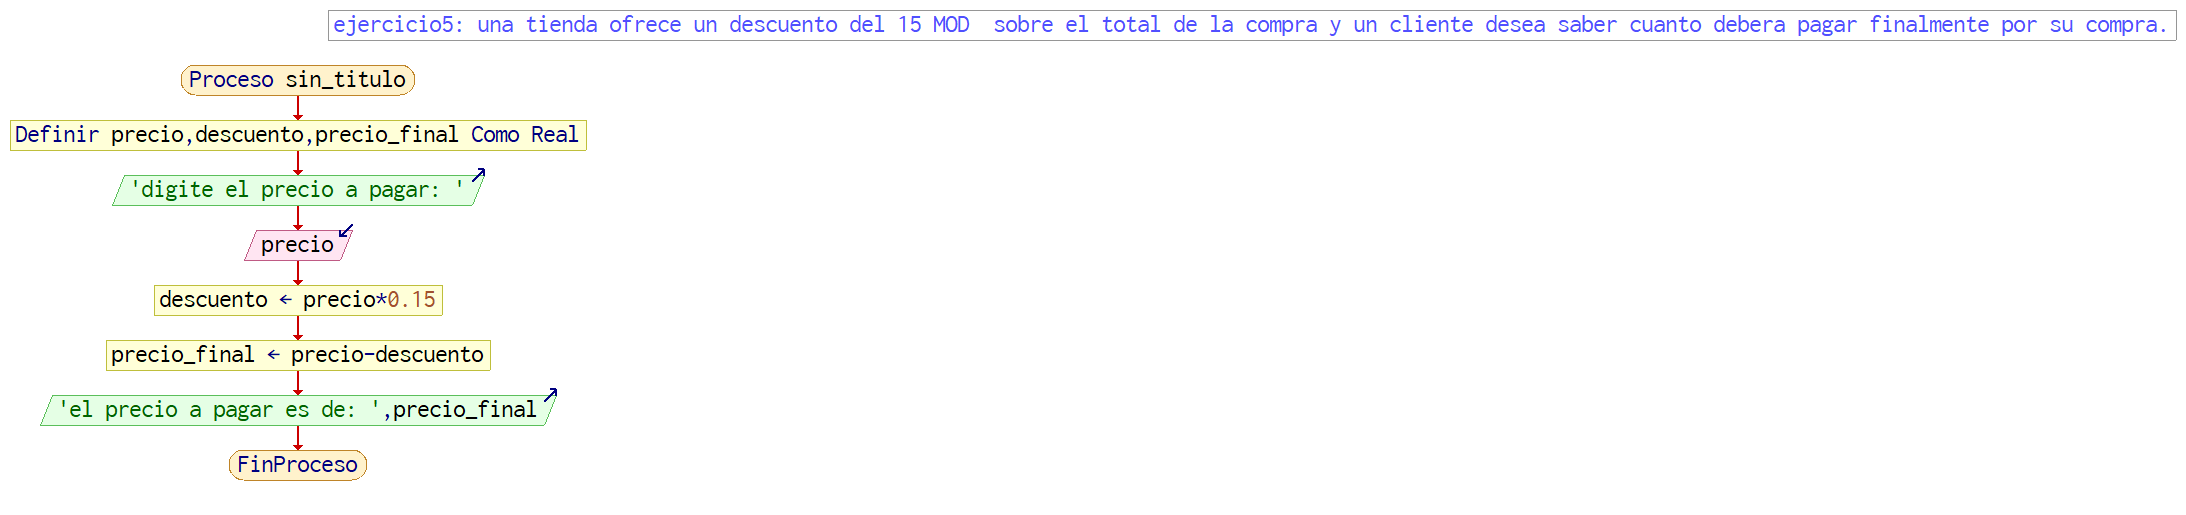 ejercicio5: una tienda ofrece un descuento del 15 MOD  sobre el total de la compra y un cliente desea saber cuanto debera pagar finalmente por su compra.
Proceso sin_titulo
Definir precio,descuento,precio_final Como Real
'digite el precio a pagar: '
precio
descuento ← precio*0.15
precio_final ← precio-descuento
'el precio a pagar es de: ',precio_final
FinProceso